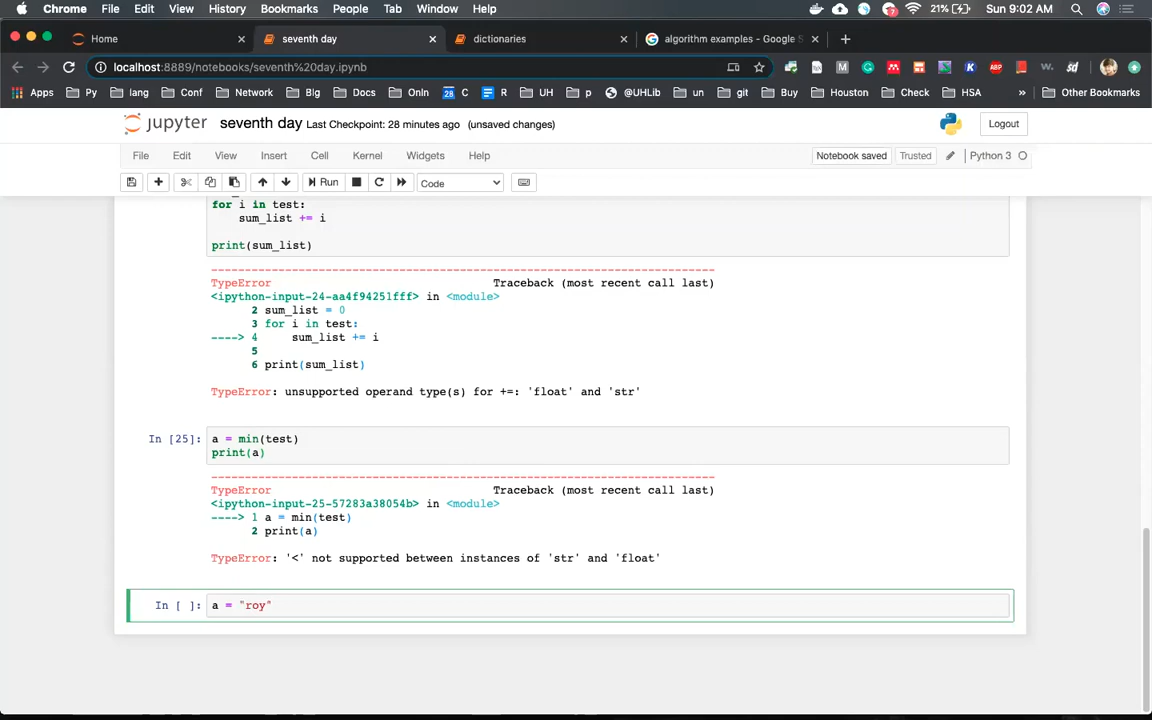 Chrome File Edit View History Bookmarks People Tab Window Help 7 21% Sun 9:02 AM
Home seventh day dictionaries algorithm examples - Google S
localhost:8889/notebooks/seventh%20day.ipynb
Apps Py lang Conf Network Blg Docs Onln 28 C R UH p @UHLib un git Buy Houston Check HSA » Other Bookmarks
jupyter seventh day Last Checkpoint: 28 minutes ago (unsaved changes) Logout
File Edit View Insert Cell Kernel Widgets Help Notebook saved Trusted Python 3
Run Code
for i in test:
sum_list += i
print(sum_list)
---------------------------------------------------------------------------
TypeError Traceback (most recent call last)
<ipython-input-24-aa4f94251fff> in <module>
2 sum_list = 0
3 for i in test:
----> 4 sum_list += i
5
6 print(sum_list)
TypeError: unsupported operand type(s) for +=: 'float' and 'str'
In [25]: a = min(test)
print(a)
---------------------------------------------------------------------------
TypeError Traceback (most recent call last)
<ipython-input-25-57283a38054b> in <module>
----> 1 a = min(test)
2 print(a)
TypeError: '<' not supported between instances of 'str' and 'float'
In [ ]: a = "roy"